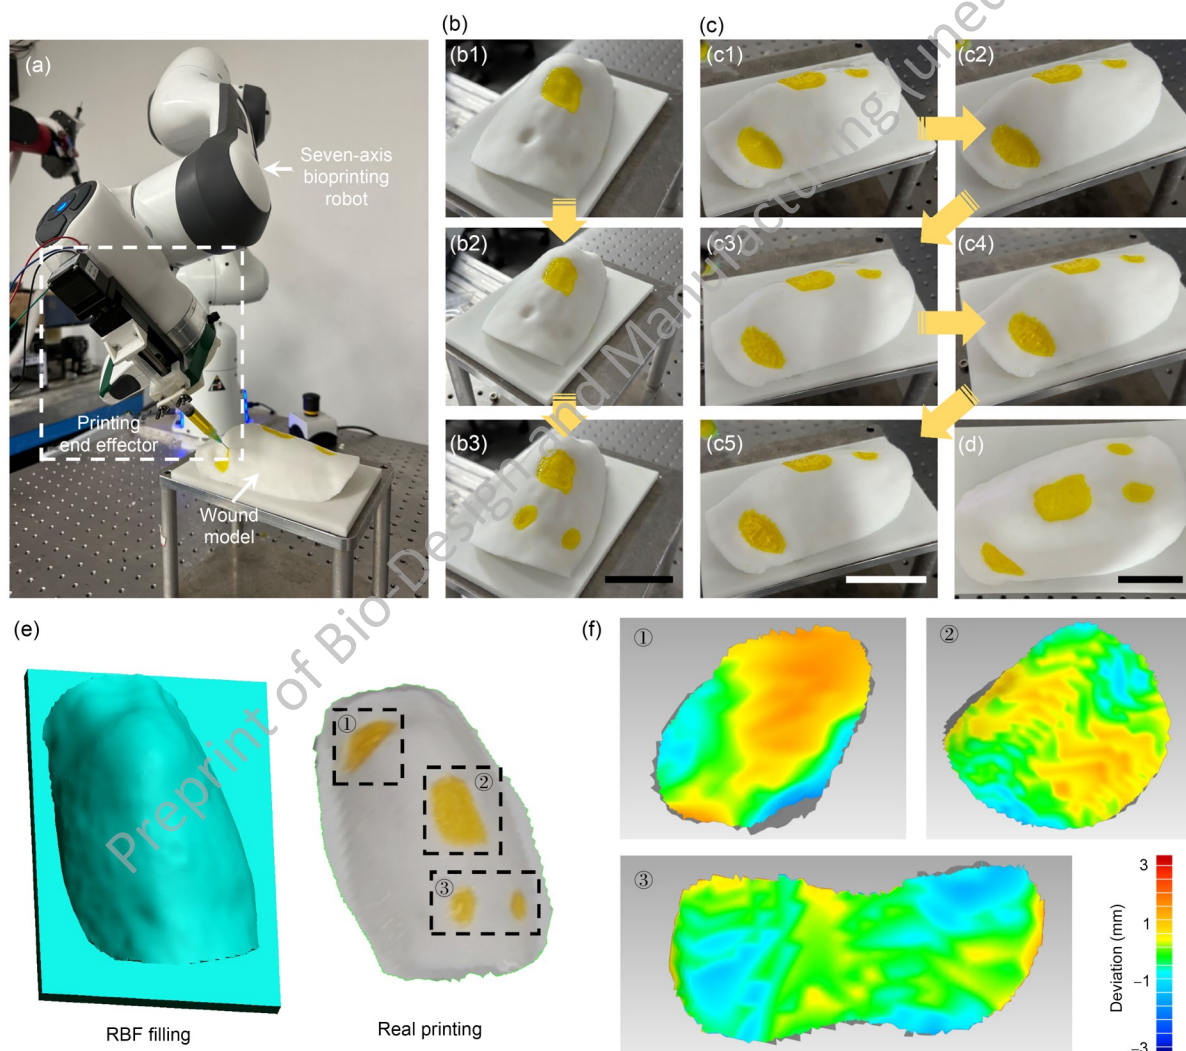 (a)
Seven-axis
bioprinting
robot
Printing
end effector
Wound
model
(b)
(b1)
(b2)
(b3)
(c)
(c1)
(c2)
(c3)
(c4)
(c5)
(d)
(e)
①
②
③
RBF filling
Real printing
(f)
①
②
③
3
1
−1
−3
Deviation (mm)
Preprint of Bio-Design and Manufacturing (uned